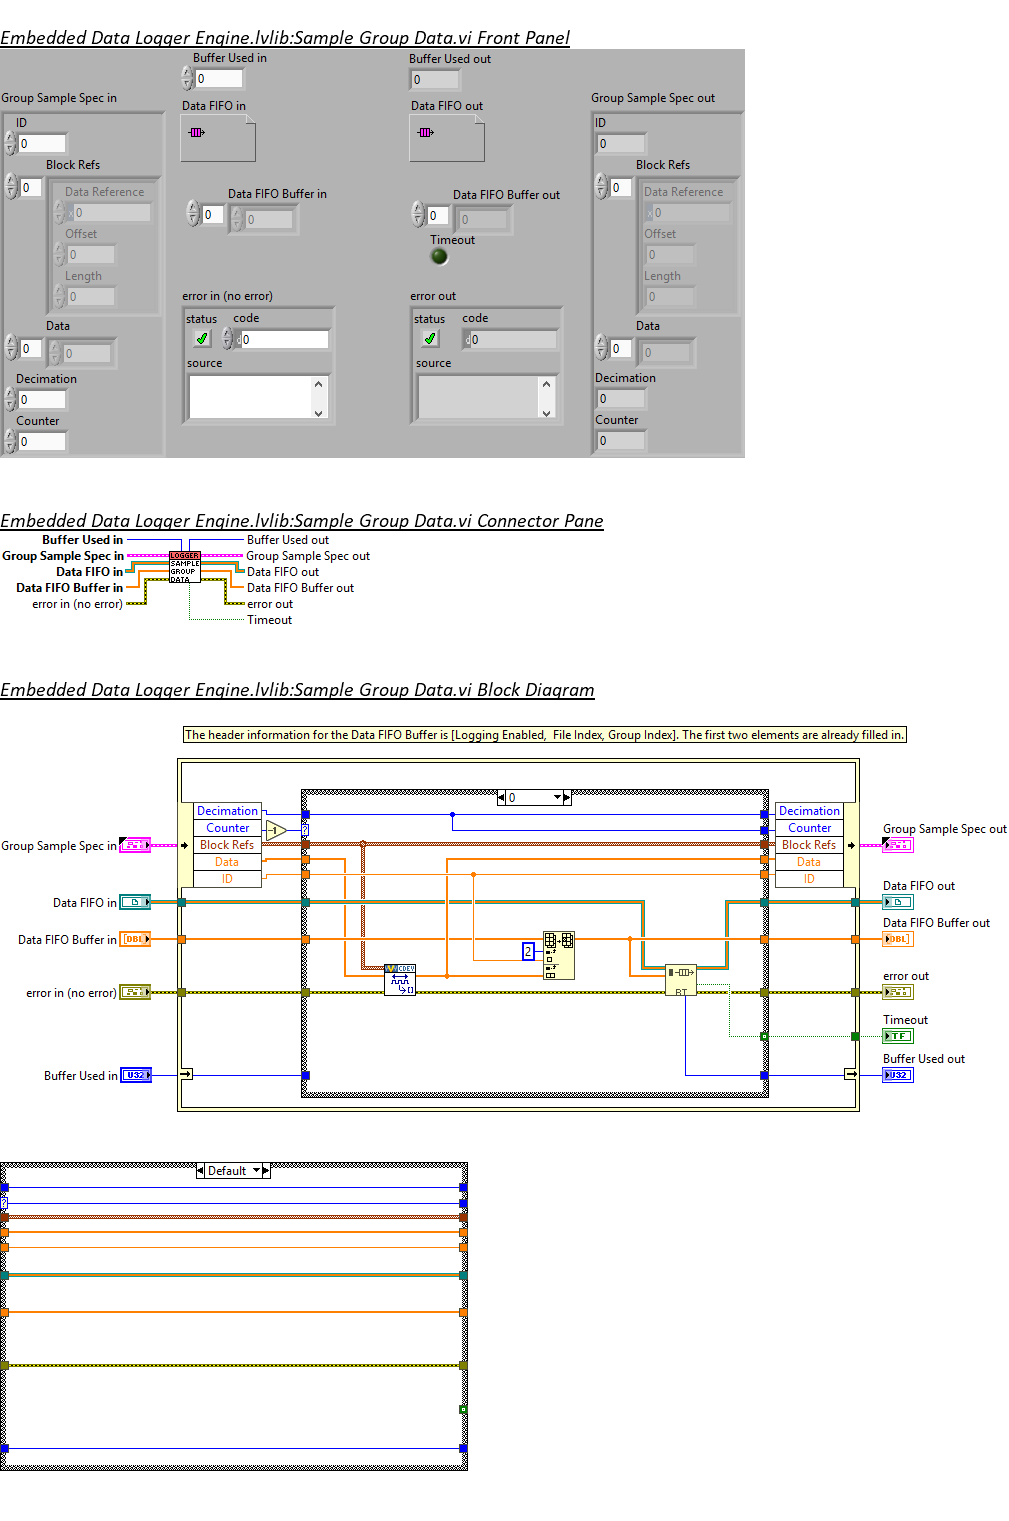 Embedded Data Logger Engine.lvlib:Sample Group Data.vi Front Panel
Buffer Used in
0
Buffer Used out
0
Group Sample Spec in
ID
0
Block Refs
0
Data Reference
x0
Offset
0
Length
0
Data
0
0
Decimation
0
Counter
0
Data FIFO in
Data FIFO Buffer in
0
0
error in (no error)
status
code
d0
source
Data FIFO out
Data FIFO Buffer out
0
0
Timeout
error out
status
code
d0
source
Group Sample Spec out
ID
0
Block Refs
0
Data Reference
x0
Offset
0
Length
0
Data
0
0
Decimation
0
Counter
0
Embedded Data Logger Engine.lvlib:Sample Group Data.vi Connector Pane
Buffer Used in
Group Sample Spec in
Data FIFO in
Data FIFO Buffer in
error in (no error)
LOGGER
SAMPLE
GROUP
DATA
Buffer Used out
Group Sample Spec out
Data FIFO out
Data FIFO Buffer out
error out
Timeout
Embedded Data Logger Engine.lvlib:Sample Group Data.vi Block Diagram
The header information for the Data FIFO Buffer is [Logging Enabled,  File Index, Group Index]. The first two elements are already filled in.
0
Decimation
Counter
Block Refs
Data
ID
-1
?
Decimation
Counter
Block Refs
Data
ID
Group Sample Spec in
Data FIFO in
Data FIFO Buffer in
[DBL]
error in (no error)
Buffer Used in
U32
2
CDEV
RT
Group Sample Spec out
Data FIFO out
Data FIFO Buffer out
DBL]
error out
Timeout
TF
Buffer Used out
U32
Default
?